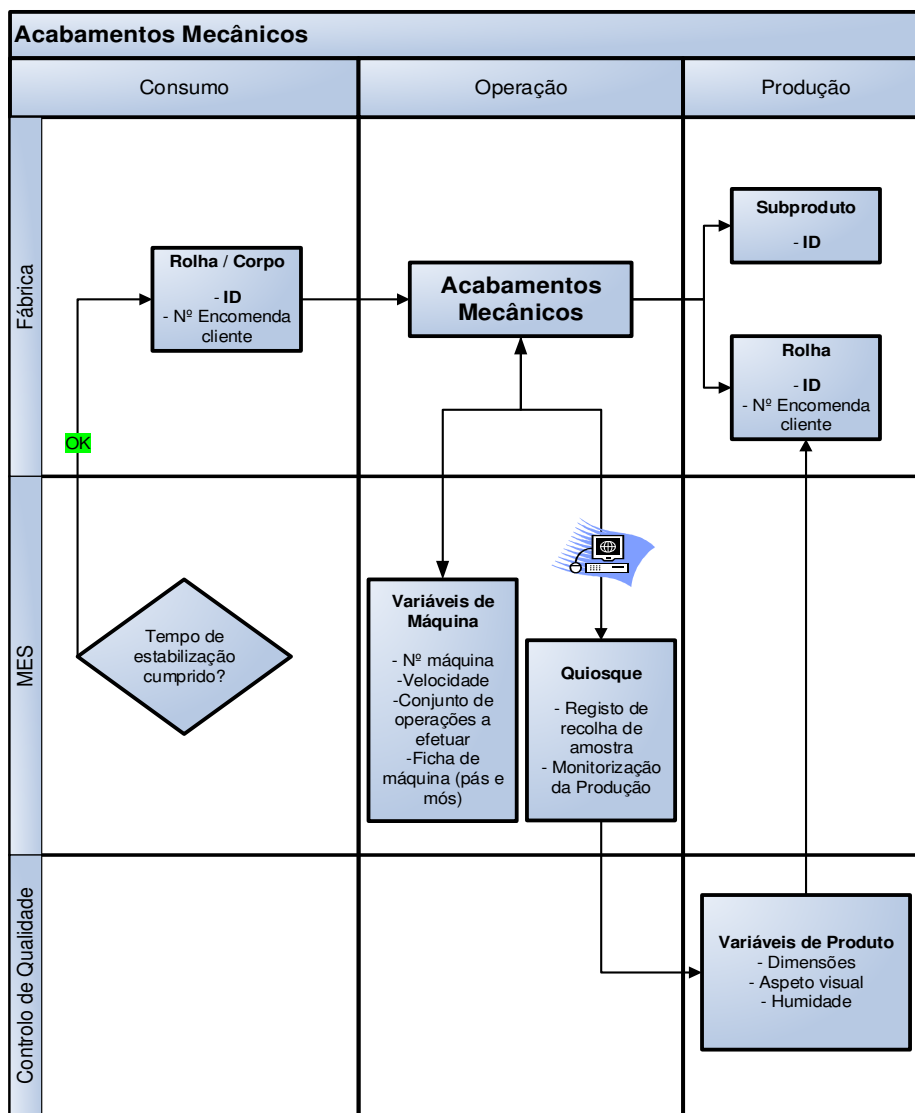 Acabamentos Mecânicos
Consumo
Operação
Produção
Fábrica
Rolha / Corpo
- ID
- Nº Encomenda
cliente
Acabamentos
Mecânicos
Subproduto
- ID
Rolha
- ID
- Nº Encomenda
cliente
OK
MES
Tempo de
estabilização
cumprido?
Variáveis de
Máquina
- Nº máquina
-Velocidade
-Conjunto de
operações a
efetuar
-Ficha de
máquina (pás e
mós)
Quiosque
- Registo de
recolha de
amostra
- Monitorização
da Produção
Controlo de Qualidade
Variáveis de Produto
- Dimensões
- Aspeto visual
- Humidade